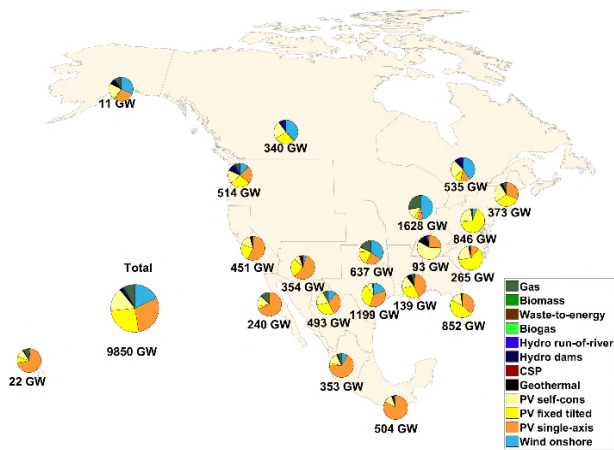 11 GW
340 GW
514 GW
535 GW
373 GW
1628 GW
846 GW
451 GW
354 GW
637 GW
93 GW
265 GW
Total
9850 GW
240 GW
493 GW
1199 GW
139 GW
852 GW
22 GW
353 GW
504 GW
Gas
Biomass
Waste-to-energy
Biogas
Hydro run-of-river
Hydro dams
CSP
Geothermal
PV self-cons
PV fixed tilted
PV single-axis
Wind onshore